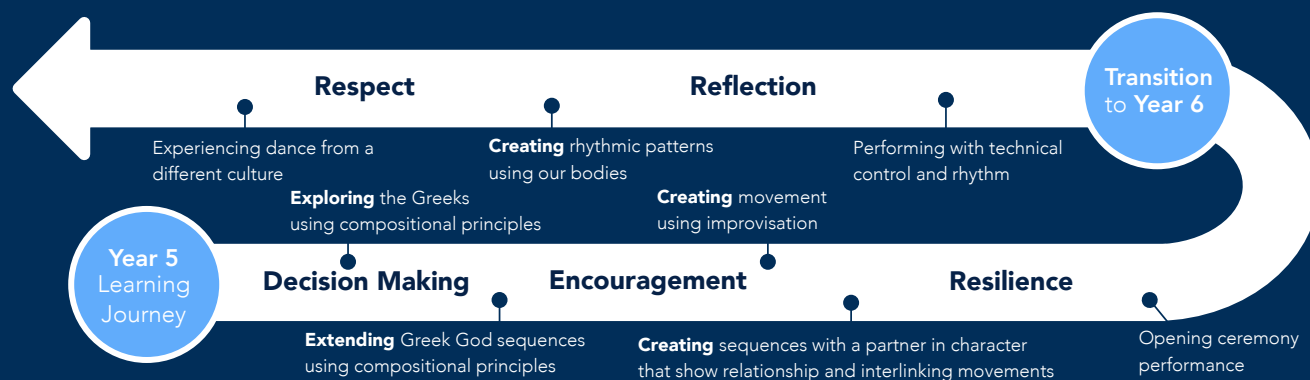 Respect
Reflection
Transition
to Year 6
Experiencing dance from a
different culture
Creating rhythmic patterns
using our bodies
Performing with technical
control and rhythm
Exploring the Greeks
using compositional principles
Creating movement
using improvisation
Year 5
Learning
Journey
Decision Making
Encouragement
Resilience
Extending Greek God sequences
using compositional principles
Creating sequences with a partner in character
that show relationship and interlinking movements
Opening ceremony
performance